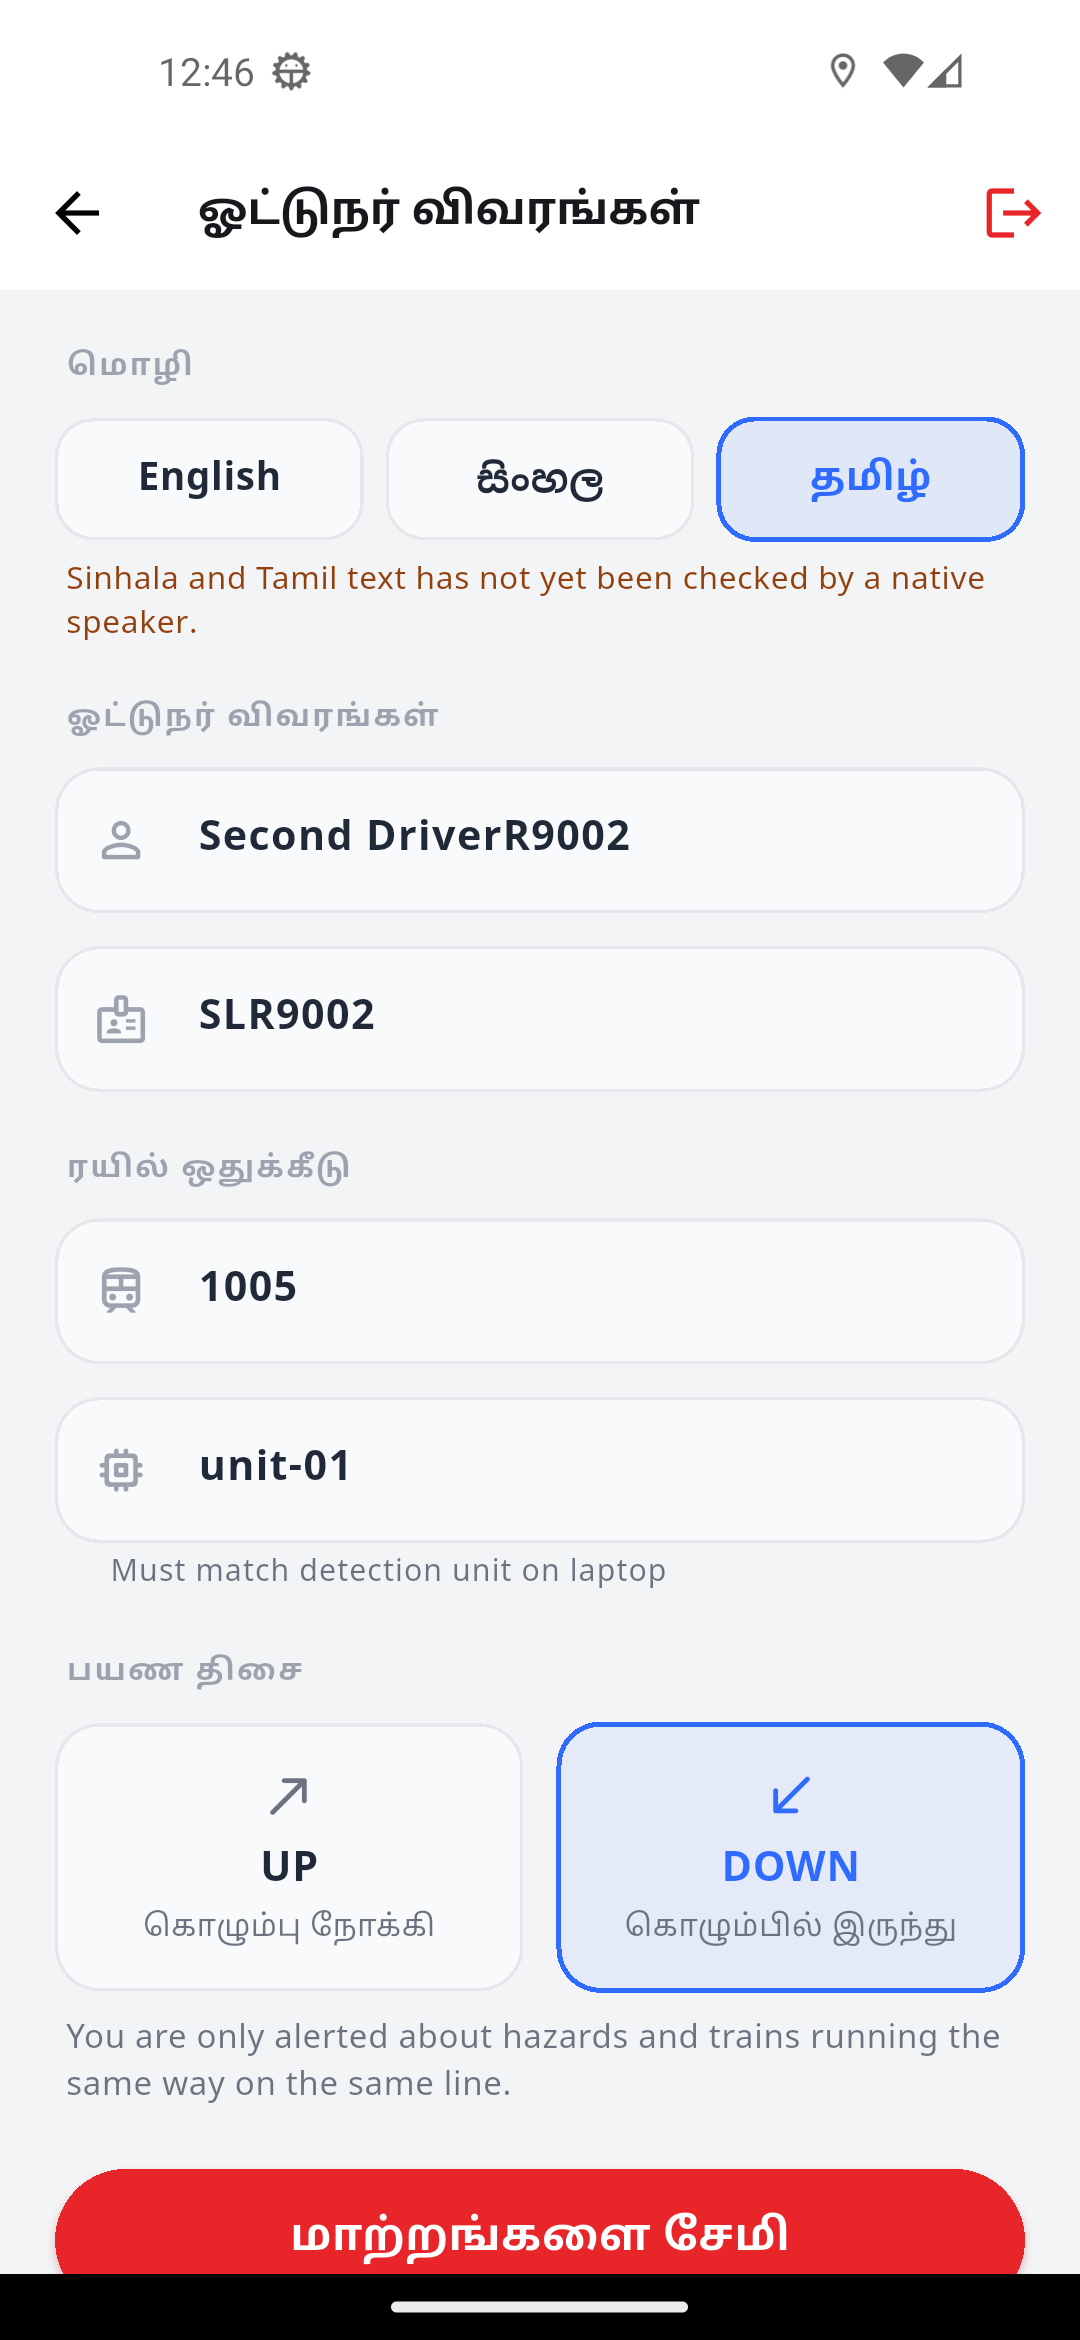 12:46
ஓட்டுநர் விவரங்கள்
மொழி
English
සිංහල
தமிழ்
Sinhala and Tamil text has not yet been checked by a native
speaker.
ஓட்டுநர் விவரங்கள்
Second DriverR9002
SLR9002
ரயில் ஒதுக்கீடு
1005
unit-01
Must match detection unit on laptop
பயண திசை
UP
கொழும்பு நோக்கி
DOWN
கொழும்பில் இருந்து
You are only alerted about hazards and trains running the
same way on the same line.
மாற்றங்களை சேமி